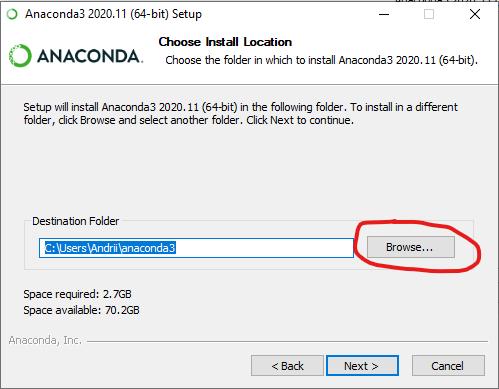 Anaconda3 2020.11 (64-bit) Setup
ANACONDA.
Choose Install Location
Choose the folder in which to install Anaconda3 2020.11 (64-bit).
Setup will install Anaconda3 2020.11 (64-bit) in the following folder. To install in a different
folder, click Browse and select another folder. Click Next to continue.
Destination Folder
C:\Users\Andrii\anaconda3
Browse...
Space required: 2.7GB
Space available: 70.2GB
Anaconda, Inc.
< Back
Next >
Cancel